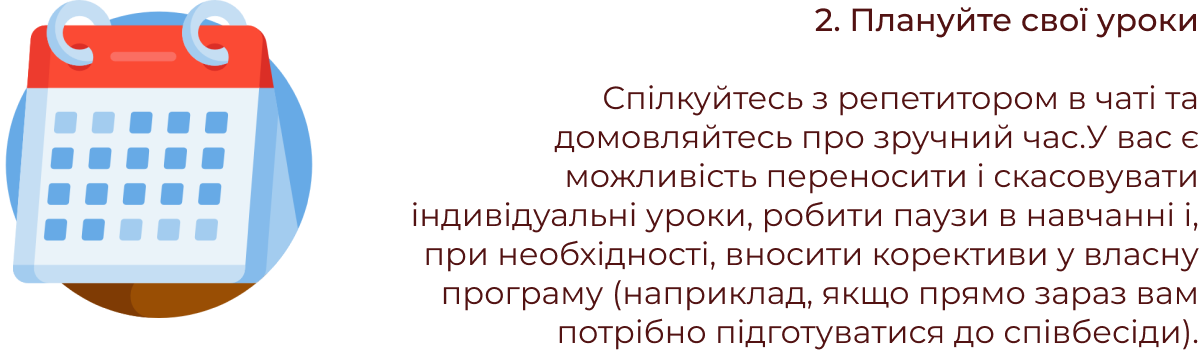 2. Плануйте свої уроки
Спілкуйтесь з репетитором в чаті та
домовляйтесь про зручний час.У вас є
можливість переносити і скасовувати
індивідуальні уроки, робити паузи в навчанні і,
при необхідності, вносити корективи у власну
програму (наприклад, якщо прямо зараз вам
потрібно підготуватися до співбесіди).